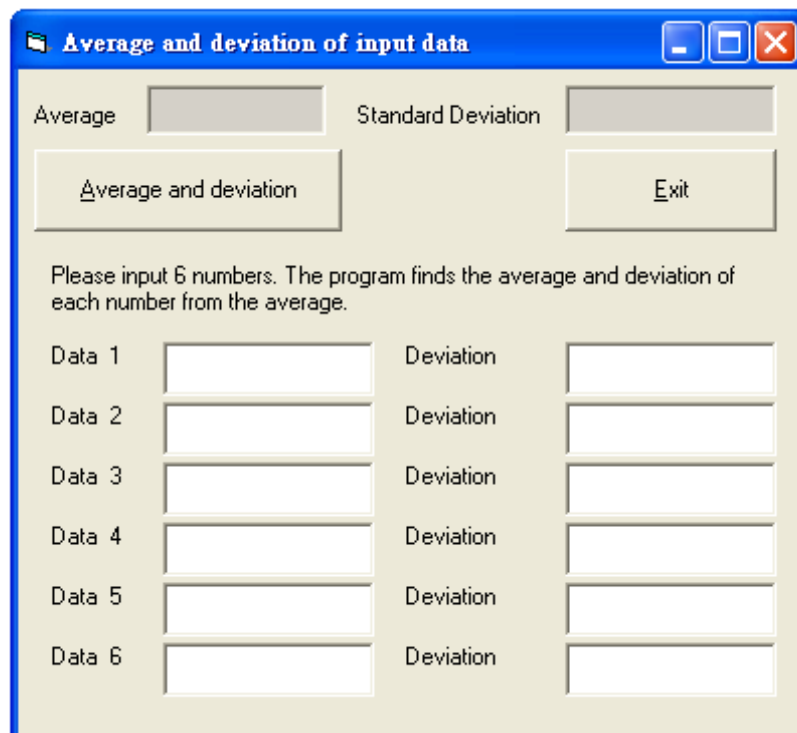 Average and deviation of input data
Average Standard Deviation
Average and deviation Exit
Please input 6 numbers. The program finds the average and deviation of
each number from the average.
Data 1 Deviation
Data 2 Deviation
Data 3 Deviation
Data 4 Deviation
Data 5 Deviation
Data 6 Deviation